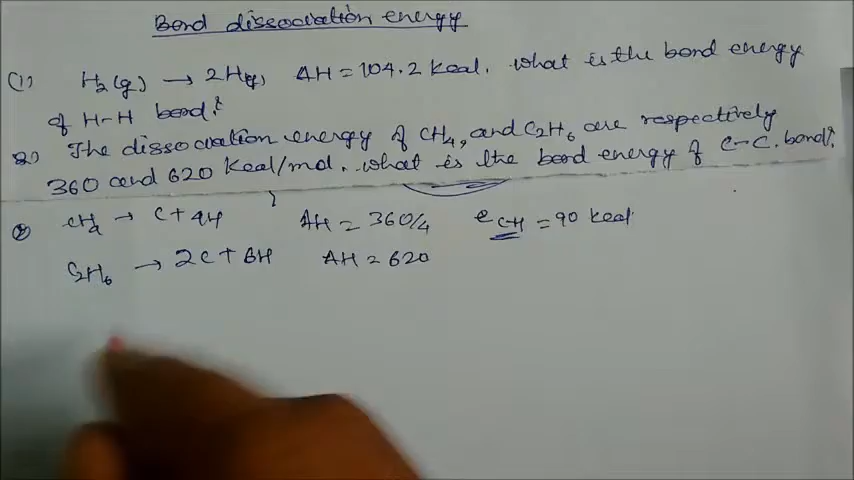 Bond dissociation energy
(1) H₂(g) → 2H(g), ΔH = 104.2 Kcal. what is the bond energy
of H-H bond?
2) The dissociation energy of CH₄, and C₂H₆ are respectively
360 and 620 Kcal/mol. what is the bond energy of C-C. bond?
② CH₄ → C + 4H ΔH = 360/4 e C-H = 90 kcal
C₂H₆ → 2C + 6H ΔH = 620